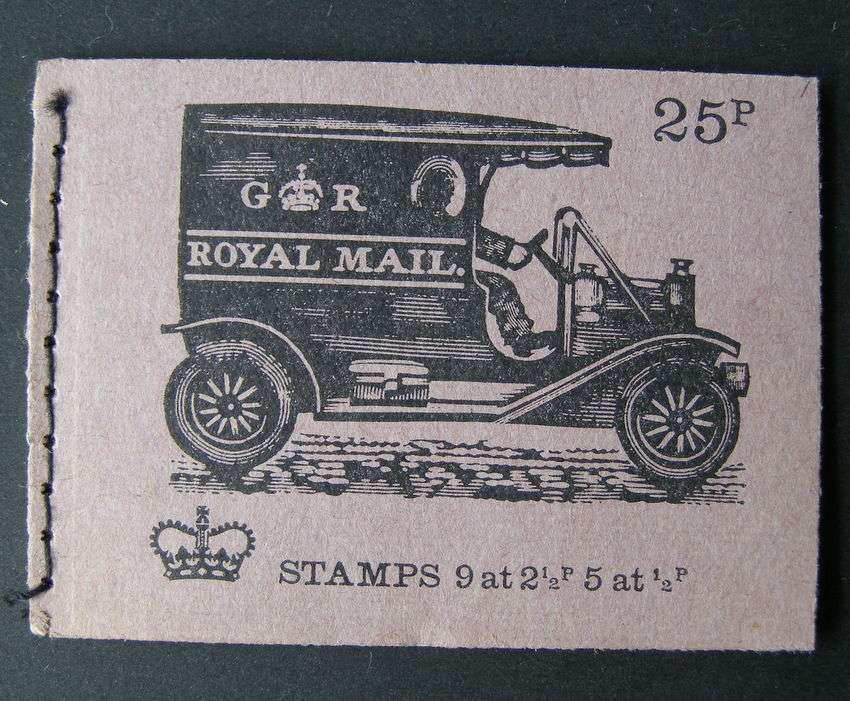 25P
G R
ROYAL MAIL.
STAMPS 9 at 2½P 5 at ½P